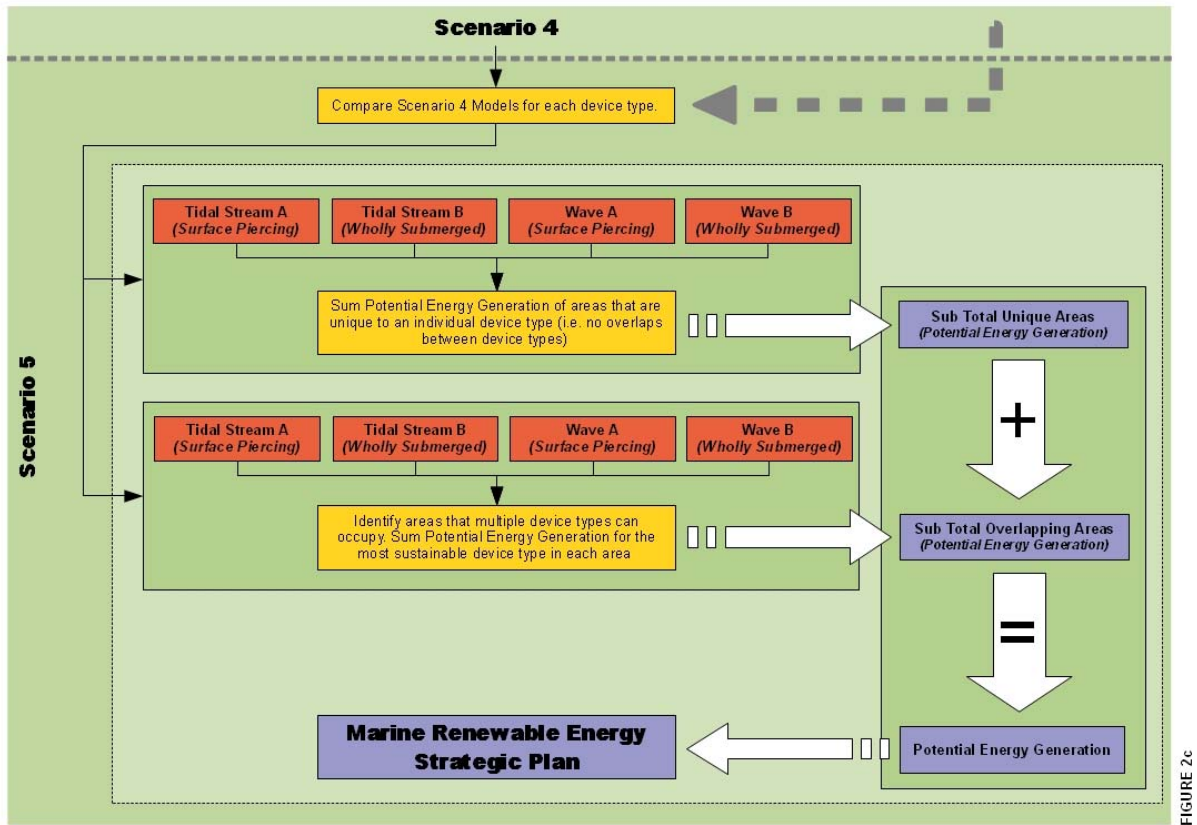 Scenario 4
Compare Scenario 4 Models for each device type.
Scenario 5
Tidal Stream A
(Surface Piercing)
Tidal Stream B
(Wholly Submerged)
Wave A
(Surface Piercing)
Wave B
(Wholly Submerged)
Sum Potential Energy Generation of areas that are
unique to an individual device type (i.e. no overlaps
between device types)
Sub Total Unique Areas
(Potential Energy Generation)
+
Tidal Stream A
(Surface Piercing)
Tidal Stream B
(Wholly Submerged)
Wave A
(Surface Piercing)
Wave B
(Wholly Submerged)
Identify areas that multiple device types can
occupy. Sum Potential Energy Generation for the
most sustainable device type in each area
Sub Total Overlapping Areas
(Potential Energy Generation)
=
Potential Energy Generation
Marine Renewable Energy
Strategic Plan
FIGURE 2c